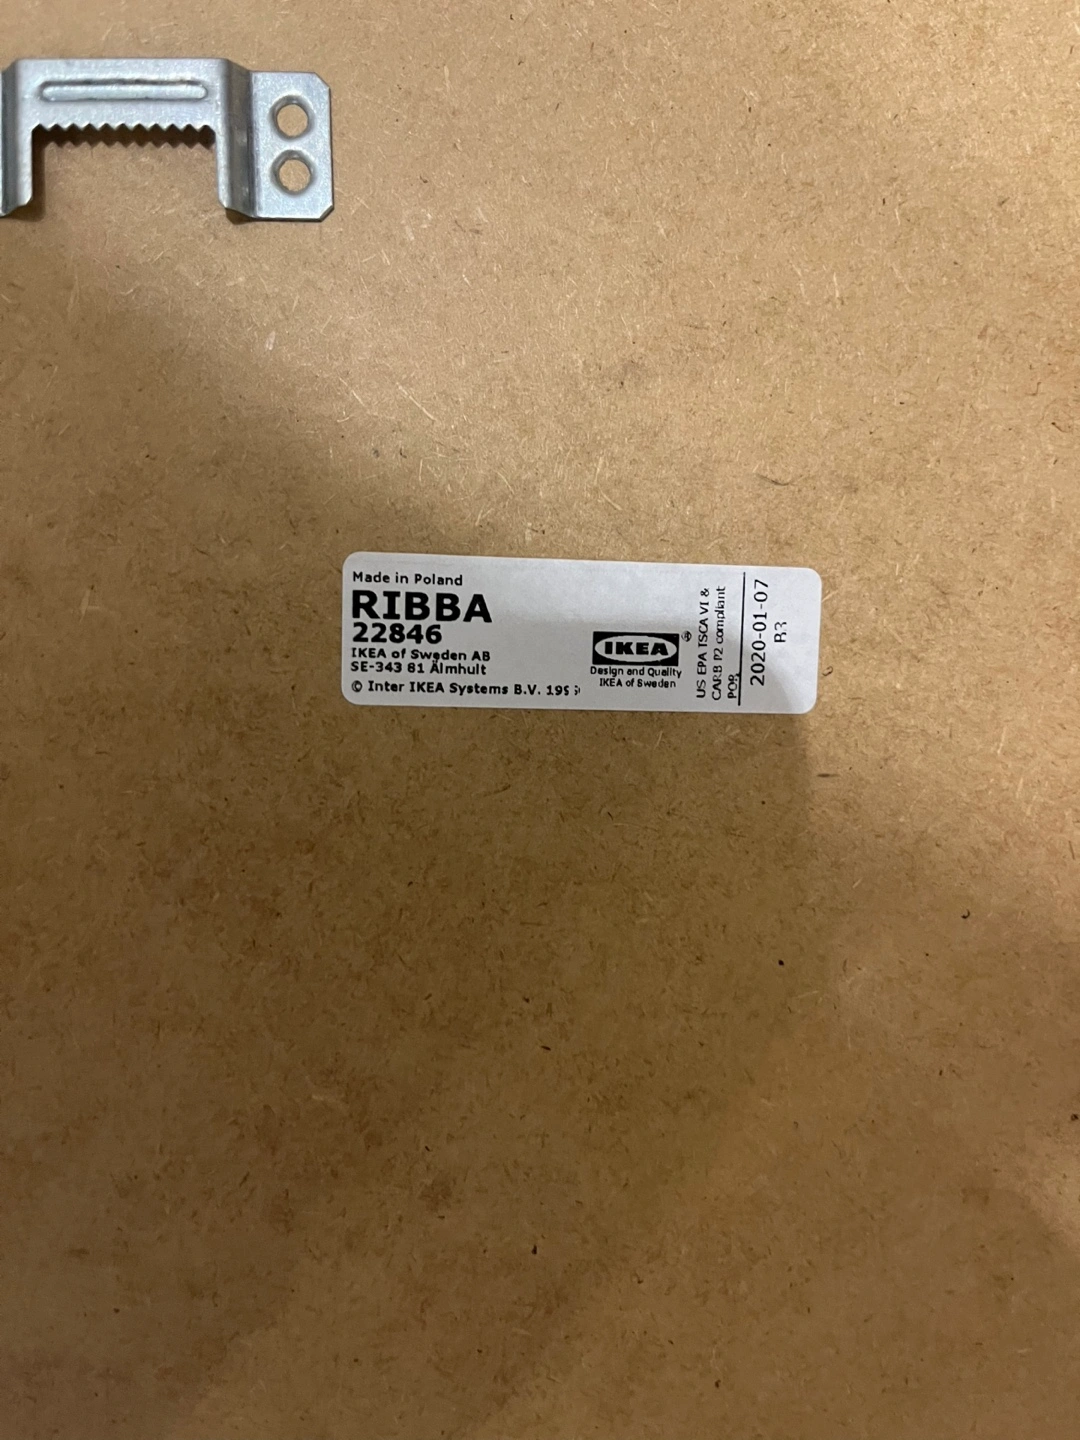 Made in Poland
RIBBA
22846
IKEA of Sweden AB
SE-343 81 Älmhult
© Inter IKEA Systems B.V.
IKEA
®
Design and Quality
IKEA of Sweden
US EPA TSCA VI &
CARB P2 compliant
2020-01-07
B3